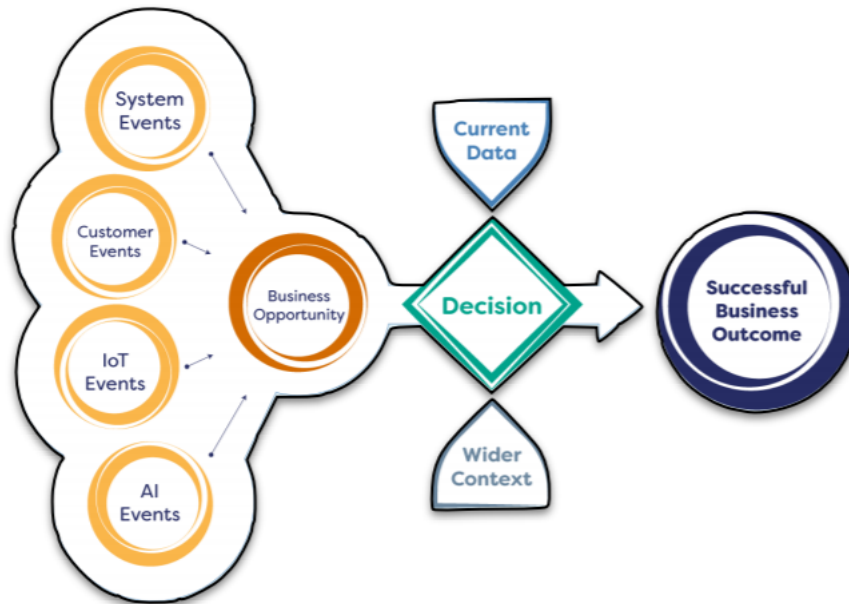 System
Events
Customer
Events
IoT
Events
AI
Events
Business
Opportunity
Current
Data
Decision
Wider
Context
Successful
Business
Outcome